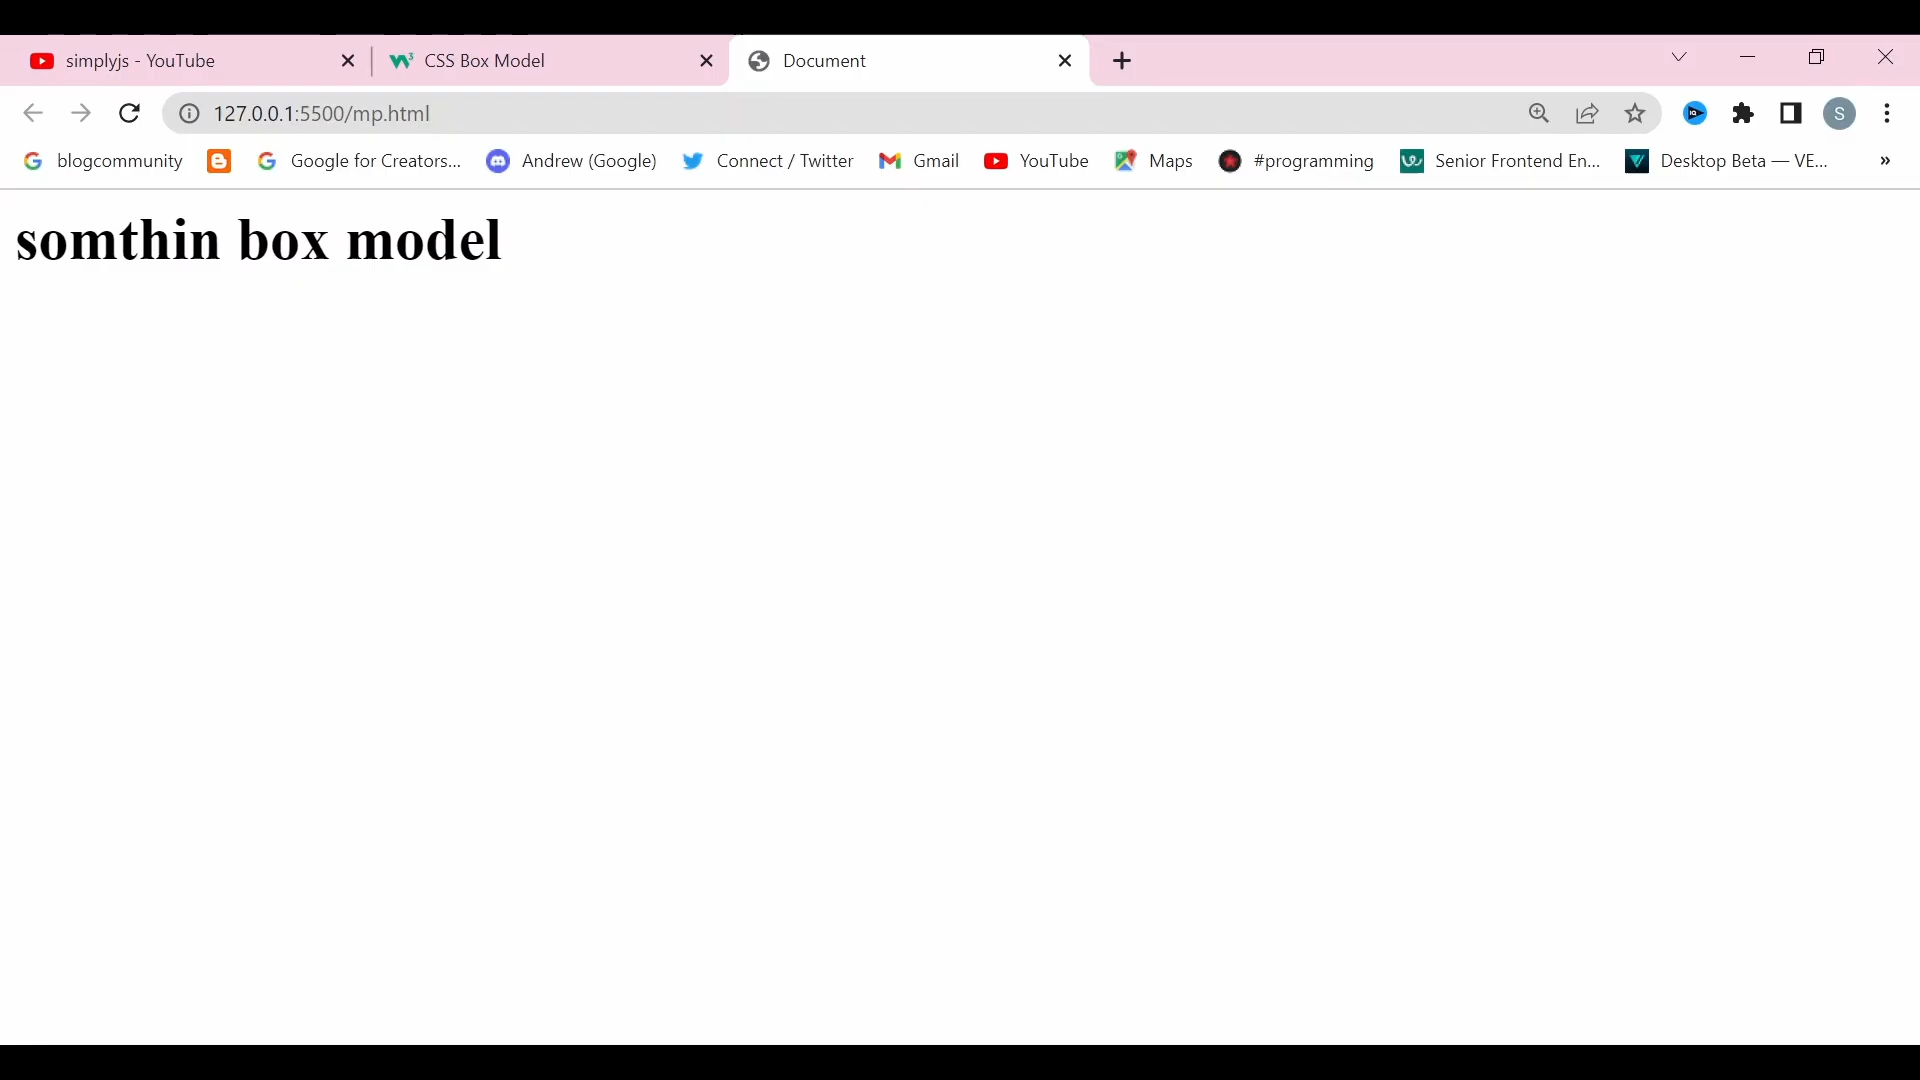 simplyjs - YouTube CSS Box Model Document
127.0.0.1:5500/mp.html
blogcommunity Google for Creators... Andrew (Google) Connect / Twitter Gmail YouTube Maps #programming Senior Frontend En... Desktop Beta — VE... »
somthin box model